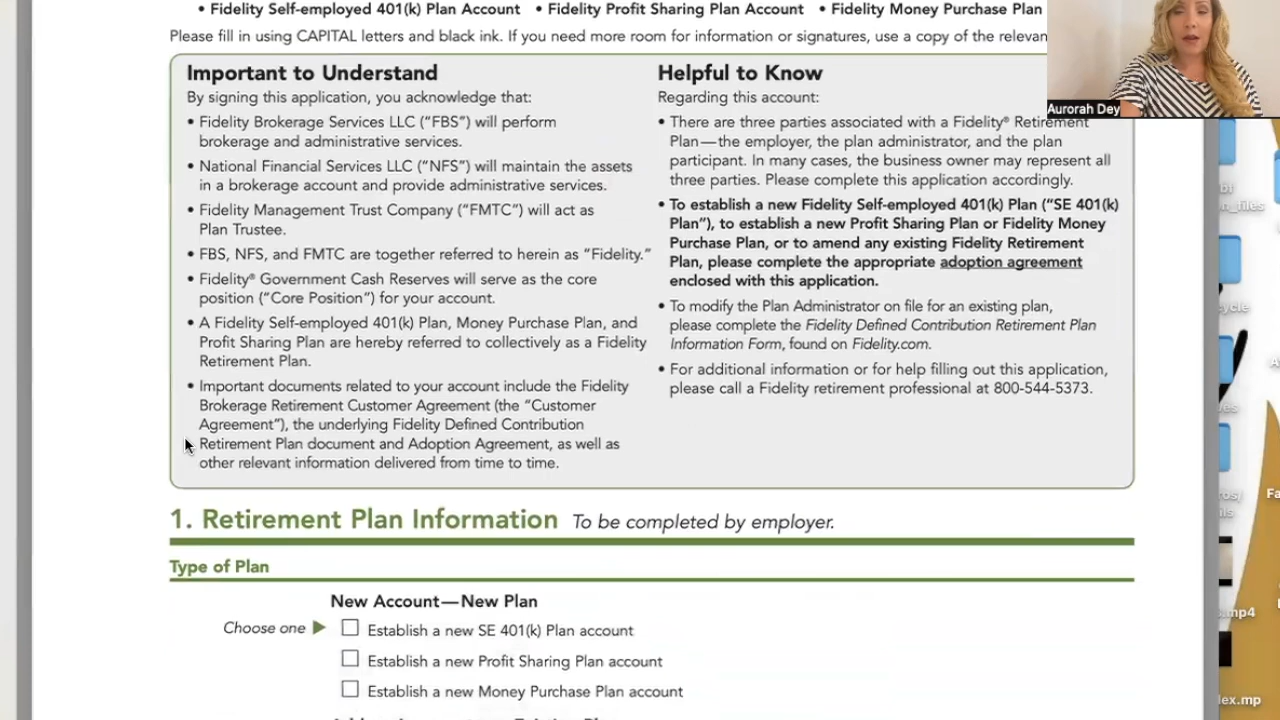 • Fidelity Self-employed 401(k) Plan Account • Fidelity Profit Sharing Plan Account • Fidelity Money Purchase Plan
Please fill in using CAPITAL letters and black ink. If you need more room for information or signatures, use a copy of the relevan
Important to Understand
By signing this application, you acknowledge that:
• Fidelity Brokerage Services LLC (“FBS”) will perform
brokerage and administrative services.
• National Financial Services LLC (“NFS”) will maintain the assets
in a brokerage account and provide administrative services.
• Fidelity Management Trust Company (“FMTC”) will act as
Plan Trustee.
• FBS, NFS, and FMTC are together referred to herein as “Fidelity.”
• Fidelity® Government Cash Reserves will serve as the core
position (“Core Position”) for your account.
• A Fidelity Self-employed 401(k) Plan, Money Purchase Plan, and
Profit Sharing Plan are hereby referred to collectively as a Fidelity
Retirement Plan.
• Important documents related to your account include the Fidelity
Brokerage Retirement Customer Agreement (the “Customer
Agreement”), the underlying Fidelity Defined Contribution
Retirement Plan document and Adoption Agreement, as well as
other relevant information delivered from time to time.
Helpful to Know
Regarding this account:
• There are three parties associated with a Fidelity® Retirement
Plan—the employer, the plan administrator, and the plan
participant. In many cases, the business owner may represent all
three parties. Please complete this application accordingly.
• To establish a new Fidelity Self-employed 401(k) Plan (“SE 401(k)
Plan”), to establish a new Profit Sharing Plan or Fidelity Money
Purchase Plan, or to amend any existing Fidelity Retirement
Plan, please complete the appropriate adoption agreement
enclosed with this application.
• To modify the Plan Administrator on file for an existing plan,
please complete the Fidelity Defined Contribution Retirement Plan
Information Form, found on Fidelity.com.
• For additional information or for help filling out this application,
please call a Fidelity retirement professional at 800-544-5373.
Aurorah Dey
n_files
ycle
Fa
.mp4
lex.mp
1. Retirement Plan Information To be completed by employer.
Type of Plan
New Account—New Plan
Choose one
Establish a new SE 401(k) Plan account
Establish a new Profit Sharing Plan account
Establish a new Money Purchase Plan account